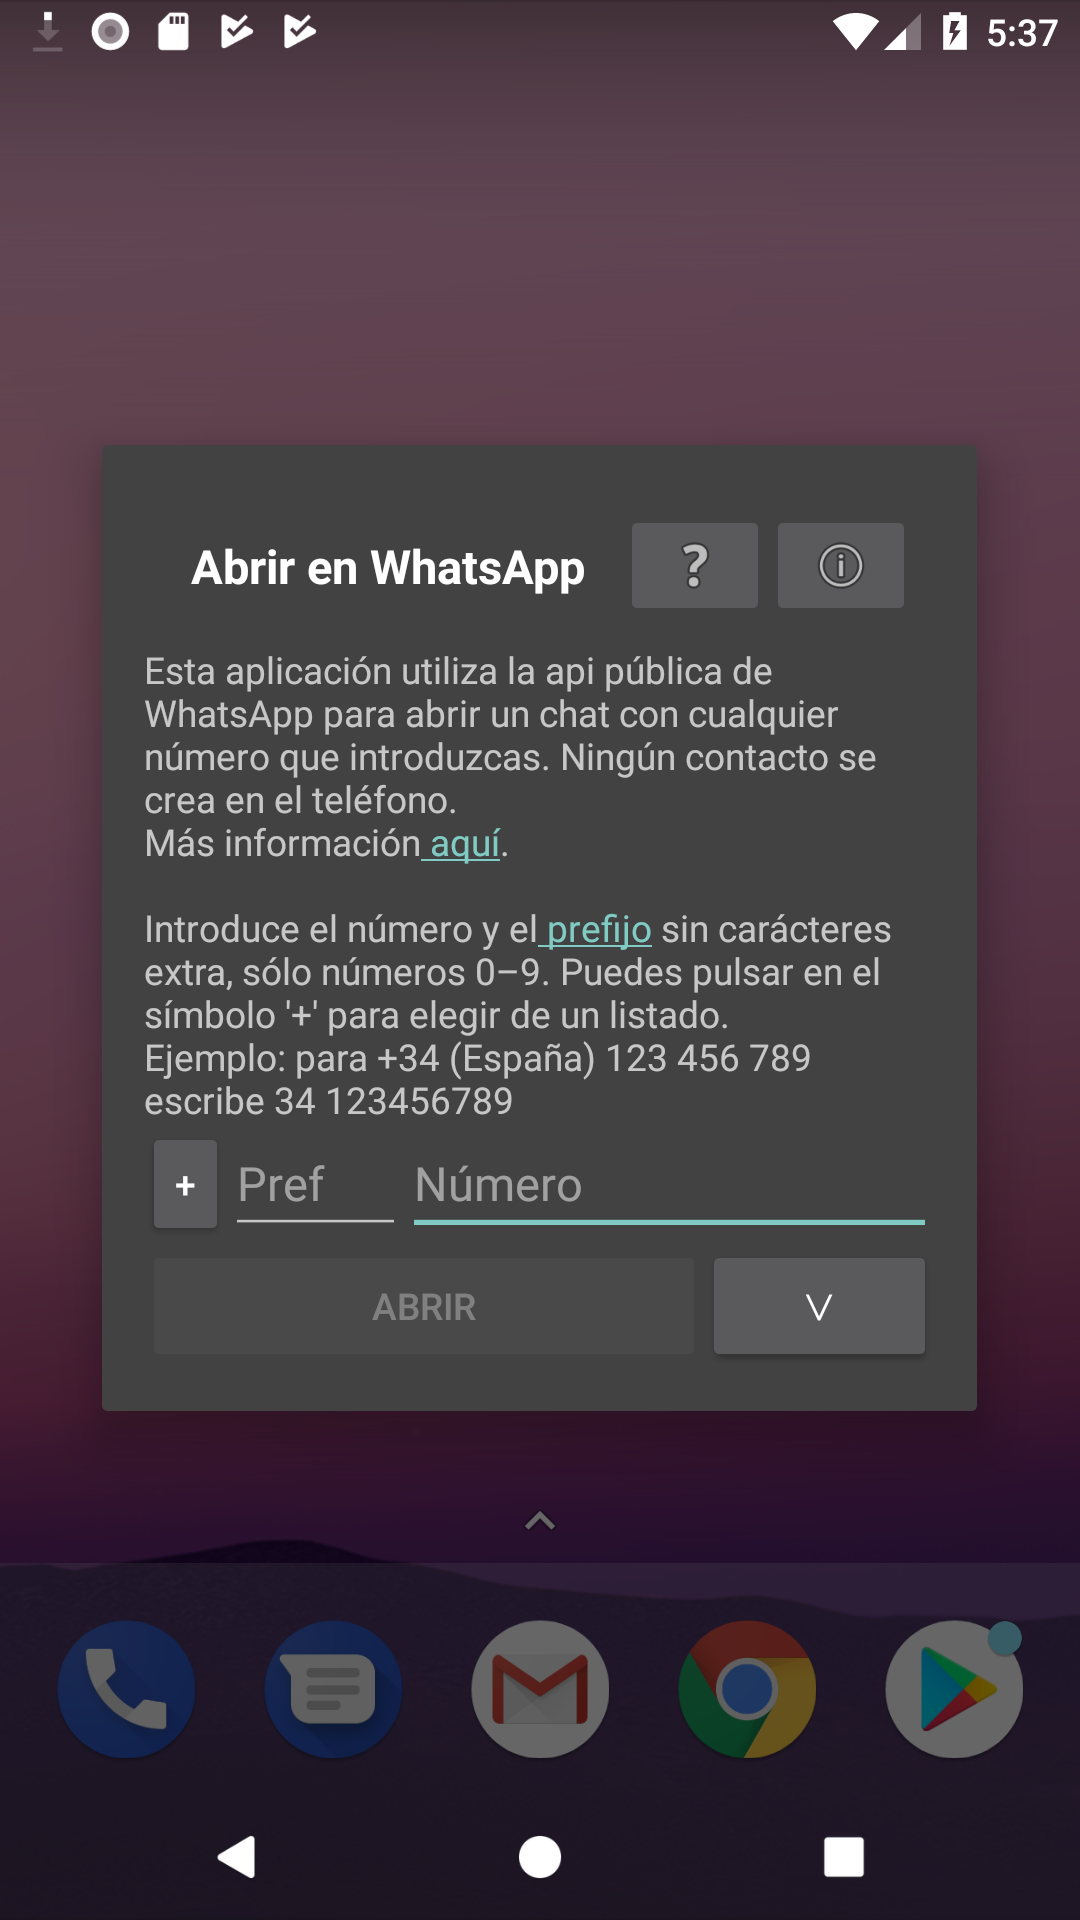 5:37
Abrir en WhatsApp
Esta aplicación utiliza la api pública de
WhatsApp para abrir un chat con cualquier
número que introduzcas. Ningún contacto se
crea en el teléfono.
Más información aquí.
Introduce el número y el prefijo sin carácteres
extra, sólo números 0–9. Puedes pulsar en el
símbolo '+' para elegir de un listado.
Ejemplo: para +34 (España) 123 456 789
escribe 34 123456789
+ Pref Número
ABRIR V